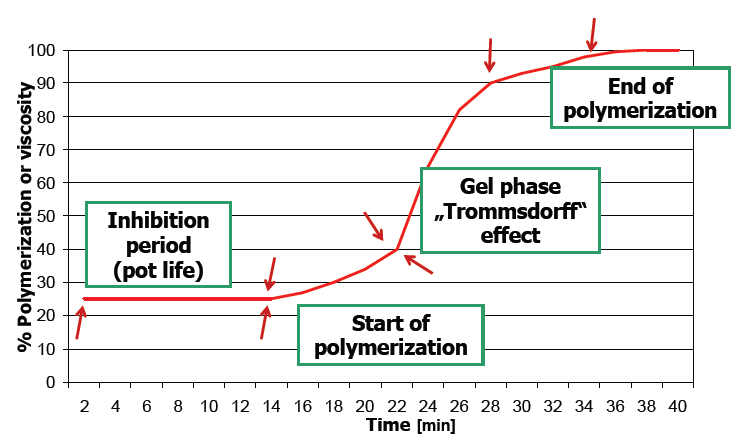 100
90
80
70
60
50
40
30
20
10
0
% Polymerization or viscosity
Inhibition
period
(pot life)
Start of
polymerization
Gel phase
„Trommsdorff“
effect
End of
polymerization
2 4 6 8 10 12 14 16 18 20 22 24 26 28 30 32 34 36 38 40
Time [min]